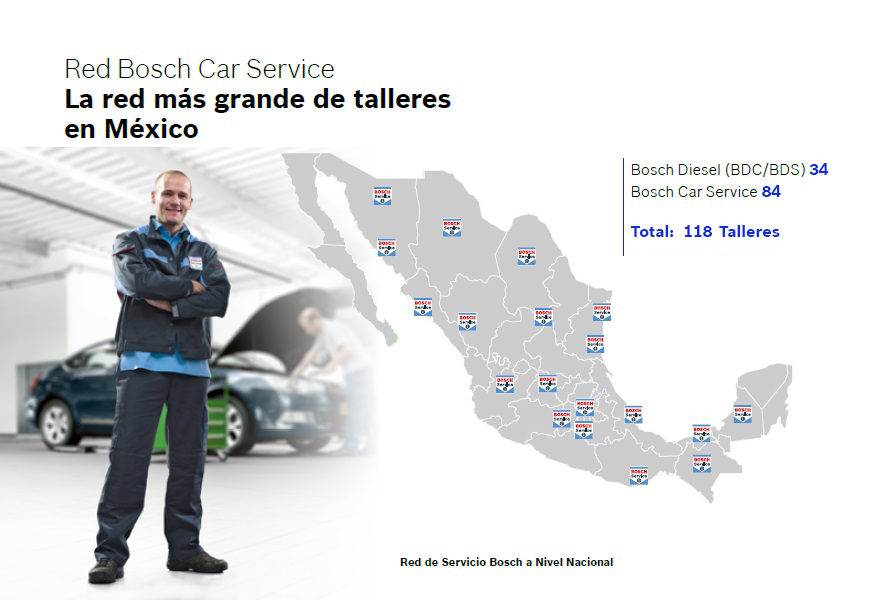 Red Bosch Car Service
La red más grande de talleres
en México
Bosch Diesel (BDC/BDS) 34
Bosch Car Service 84
Total: 118 Talleres
BOSCH
Service
BOSCH
Service
BOSCH
Service
BOSCH
Service
BOSCH
Service
BOSCH
Service
BOSCH
Service
BOSCH
Service
BOSCH
Service
BOSCH
Service
BOSCH
Service
BOSCH
Service
BOSCH
Service
BOSCH
Service
BOSCH
Service
BOSCH
Service
BOSCH
Service
BOSCH
Service
BOSCH
Service
Red de Servicio Bosch a Nivel Nacional